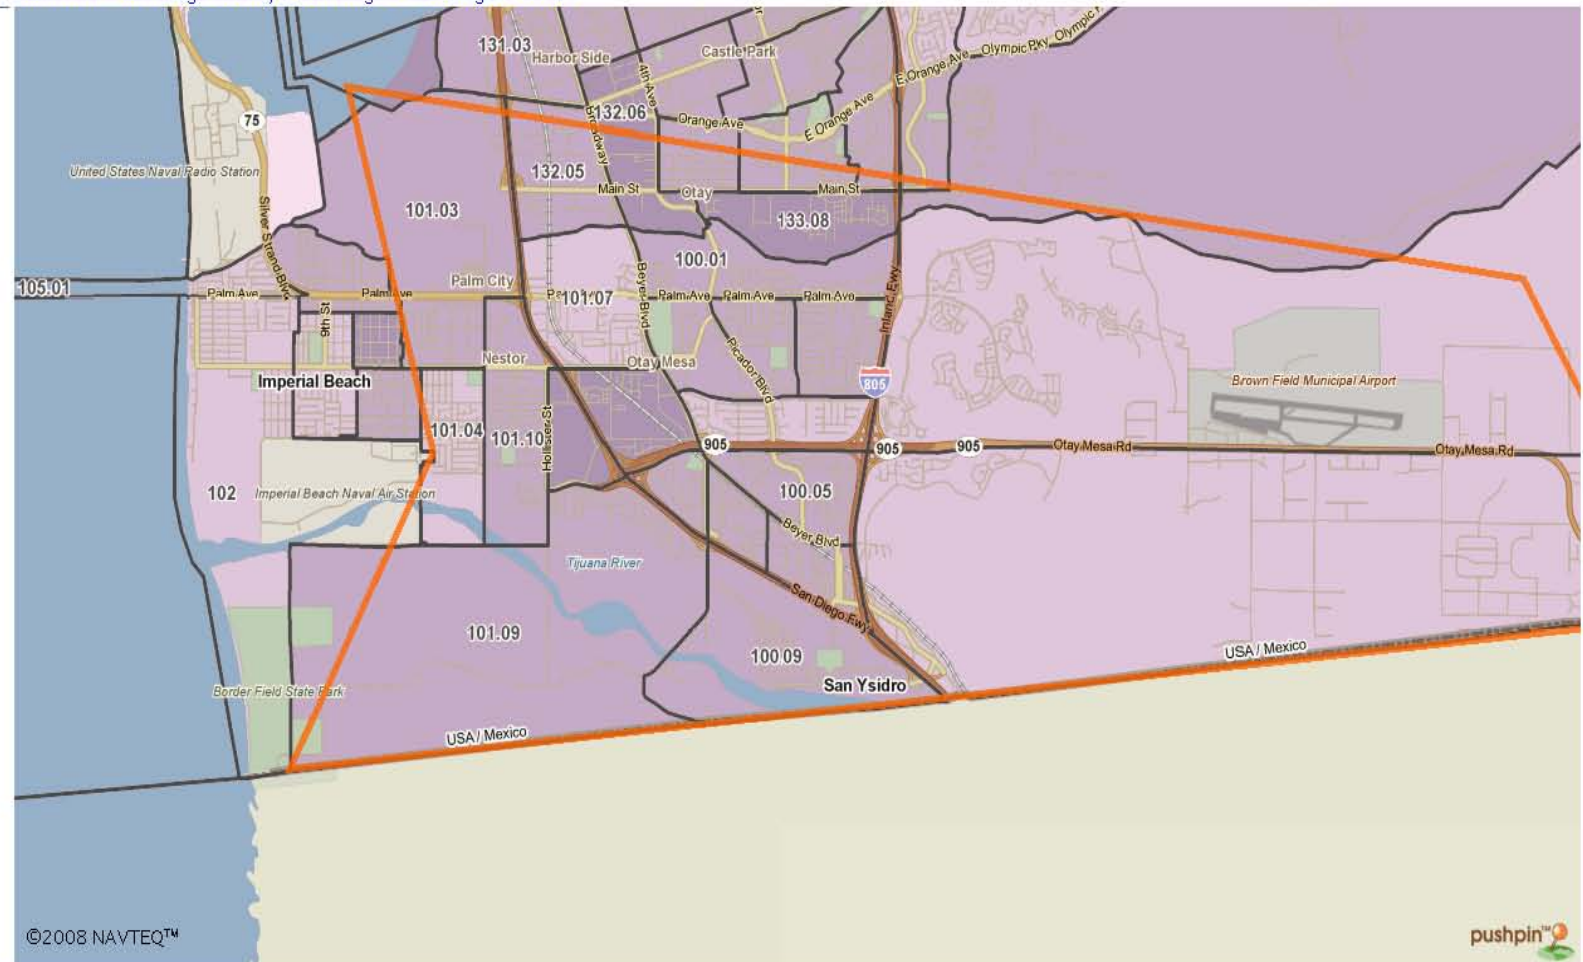 131.03
Harbor Side
Castle Park
4th Ave
E Orange Ave
Olympic Pky
Olympic P
75
132.06
Broadway
Orange Ave
E Orange Ave
United States Naval Radio Station
132.05
Main St
Otay
Main St
Silver Strand Blvd
101.03
133.08
100.01
105.01
Palm City
Palm Ave
Palm Ave
101.07
Palm Ave
Palm Ave
Palm Ave
Beyer Blvd
Inland Fwy
9th St
Nestor
Otay Mesa
Picador Blvd
Imperial Beach
805
Brown Field Municipal Airport
101.04
101.10
Hollister St
905
905
905
Otay Mesa Rd
Otay Mesa Rd
102
Imperial Beach Naval Air Station
100.05
Beyer Blvd
Tijuana River
San Diego Fwy
101.09
100.09
USA / Mexico
San Ysidro
Border Field State Park
USA / Mexico
©2008 NAVTEQ™
pushpin™